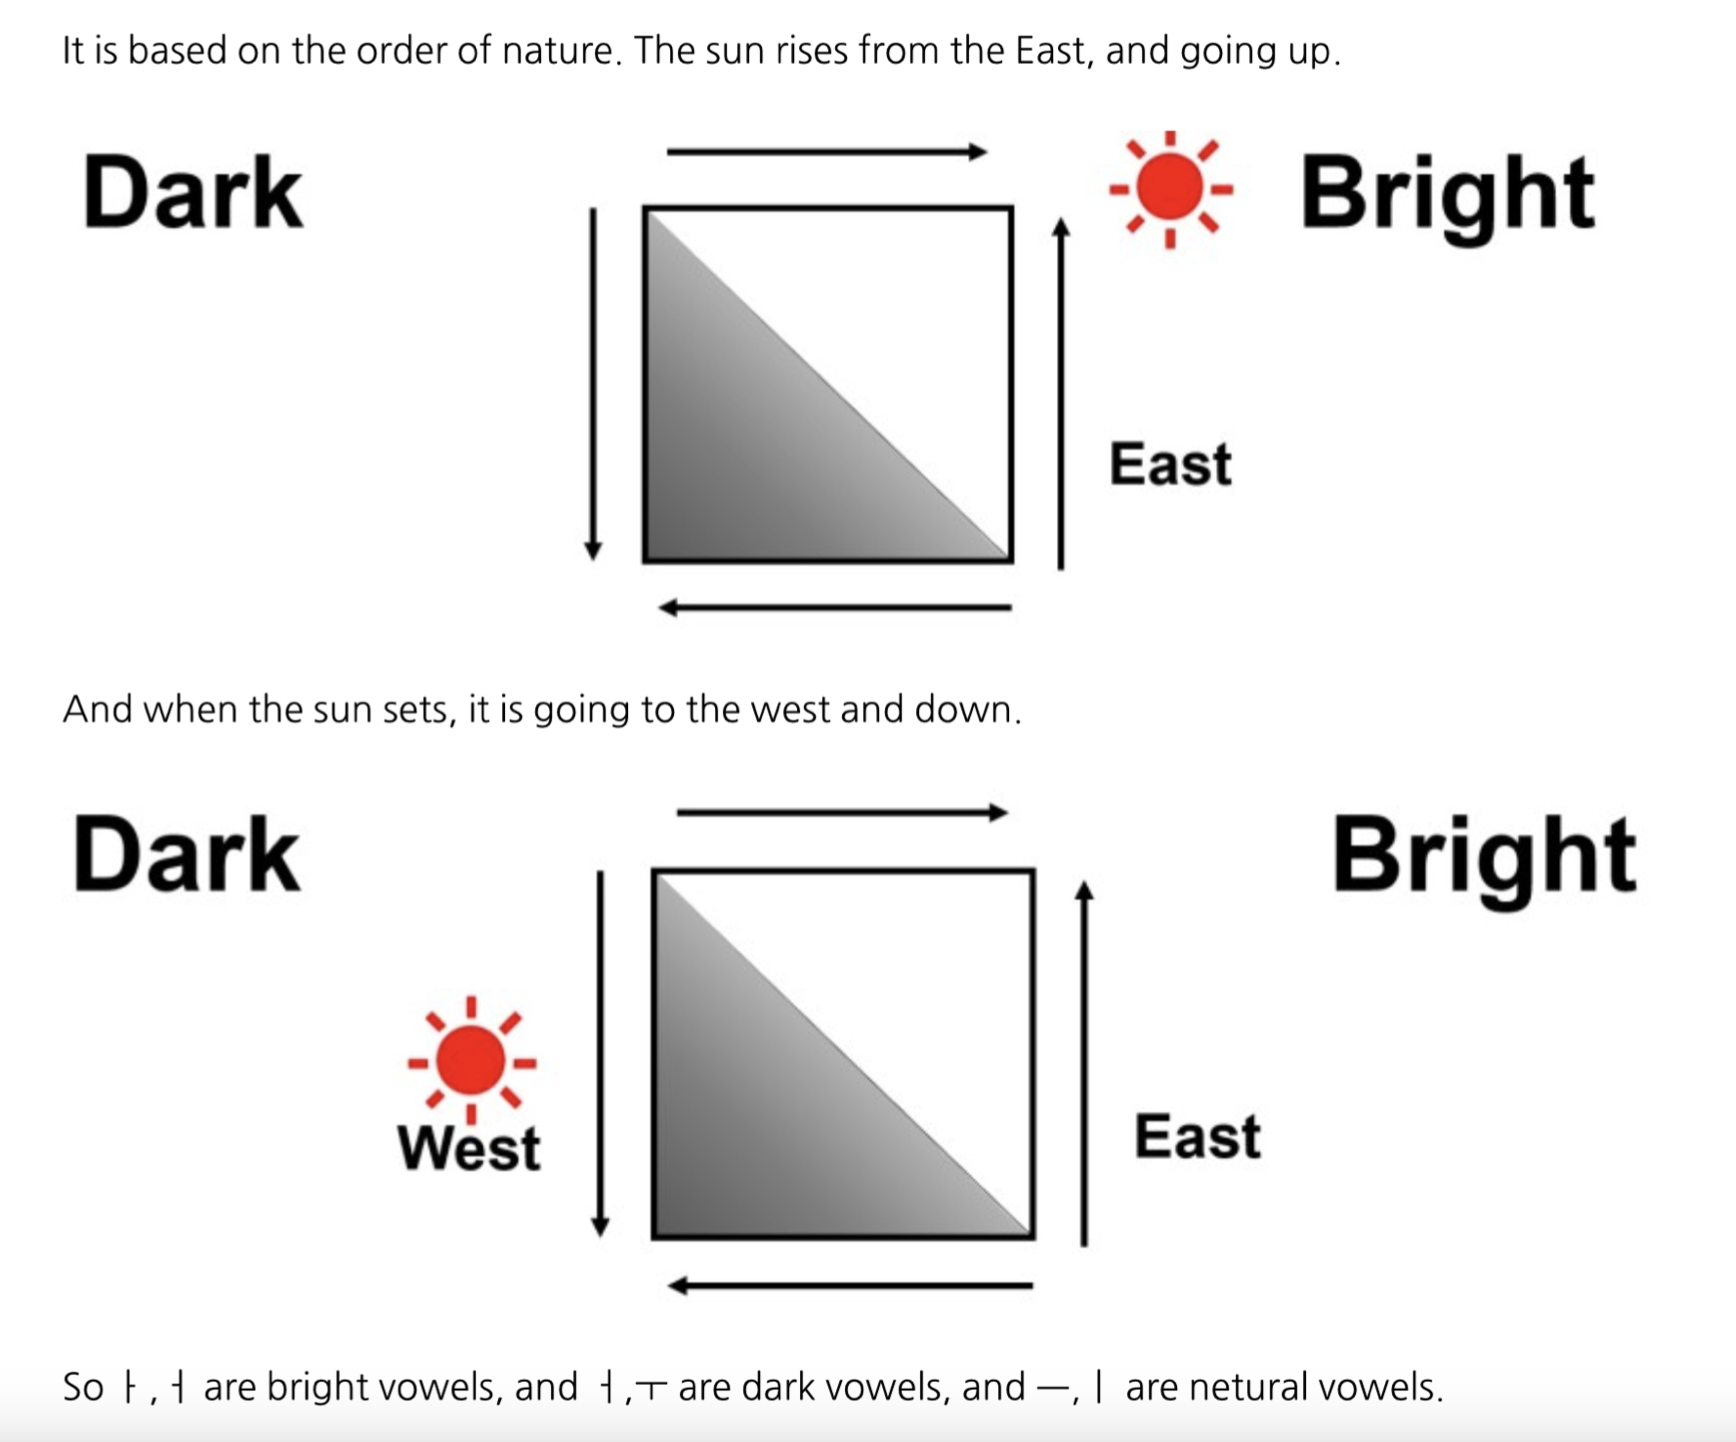 It is based on the order of nature. The sun rises from the East, and going up.
Dark Bright
East
And when the sun sets, it is going to the west and down.
Dark Bright
West East
So ㅏ,ㅓ are bright vowels, and ㅓ,ㅜ are dark vowels, and ㅡ,ㅣ are netural vowels.